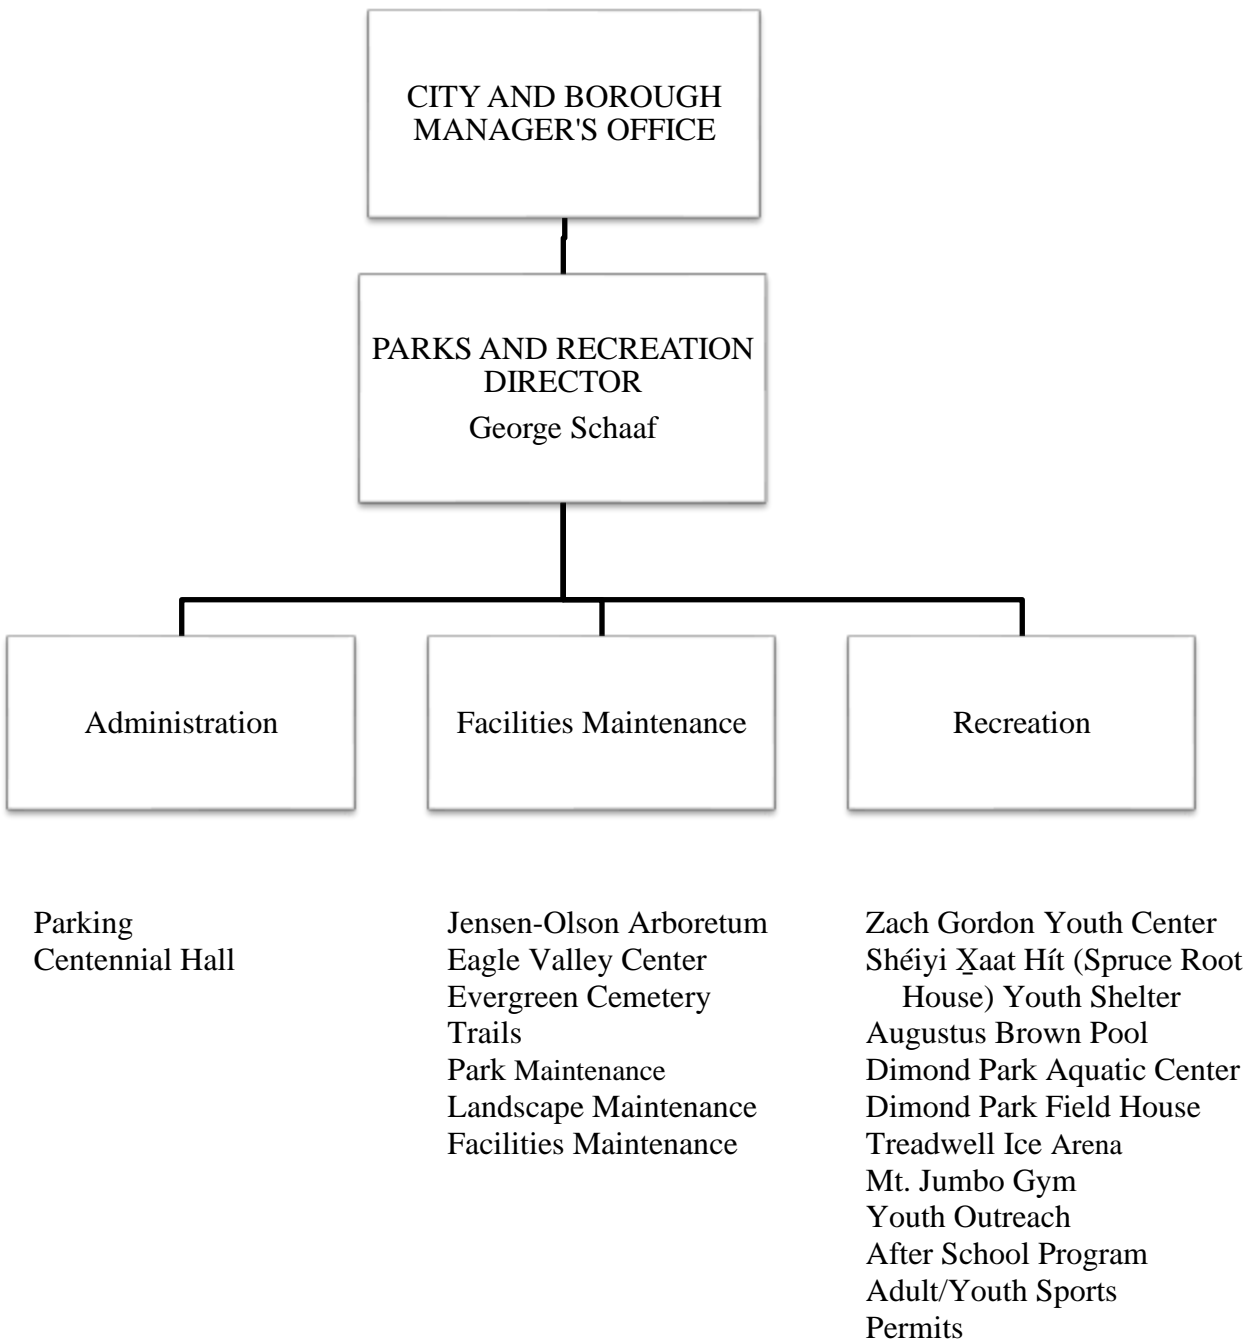 CITY AND BOROUGH
MANAGER'S OFFICE
PARKS AND RECREATION
DIRECTOR
George Schaaf
Administration
Facilities Maintenance
Recreation
Parking
Centennial Hall
Jensen-Olson Arboretum
Eagle Valley Center
Evergreen Cemetery
Trails
Park Maintenance
Landscape Maintenance
Facilities Maintenance
Zach Gordon Youth Center
Shéiyi X̱aat Hít (Spruce Root
House) Youth Shelter
Augustus Brown Pool
Dimond Park Aquatic Center
Dimond Park Field House
Treadwell Ice Arena
Mt. Jumbo Gym
Youth Outreach
After School Program
Adult/Youth Sports
Permits